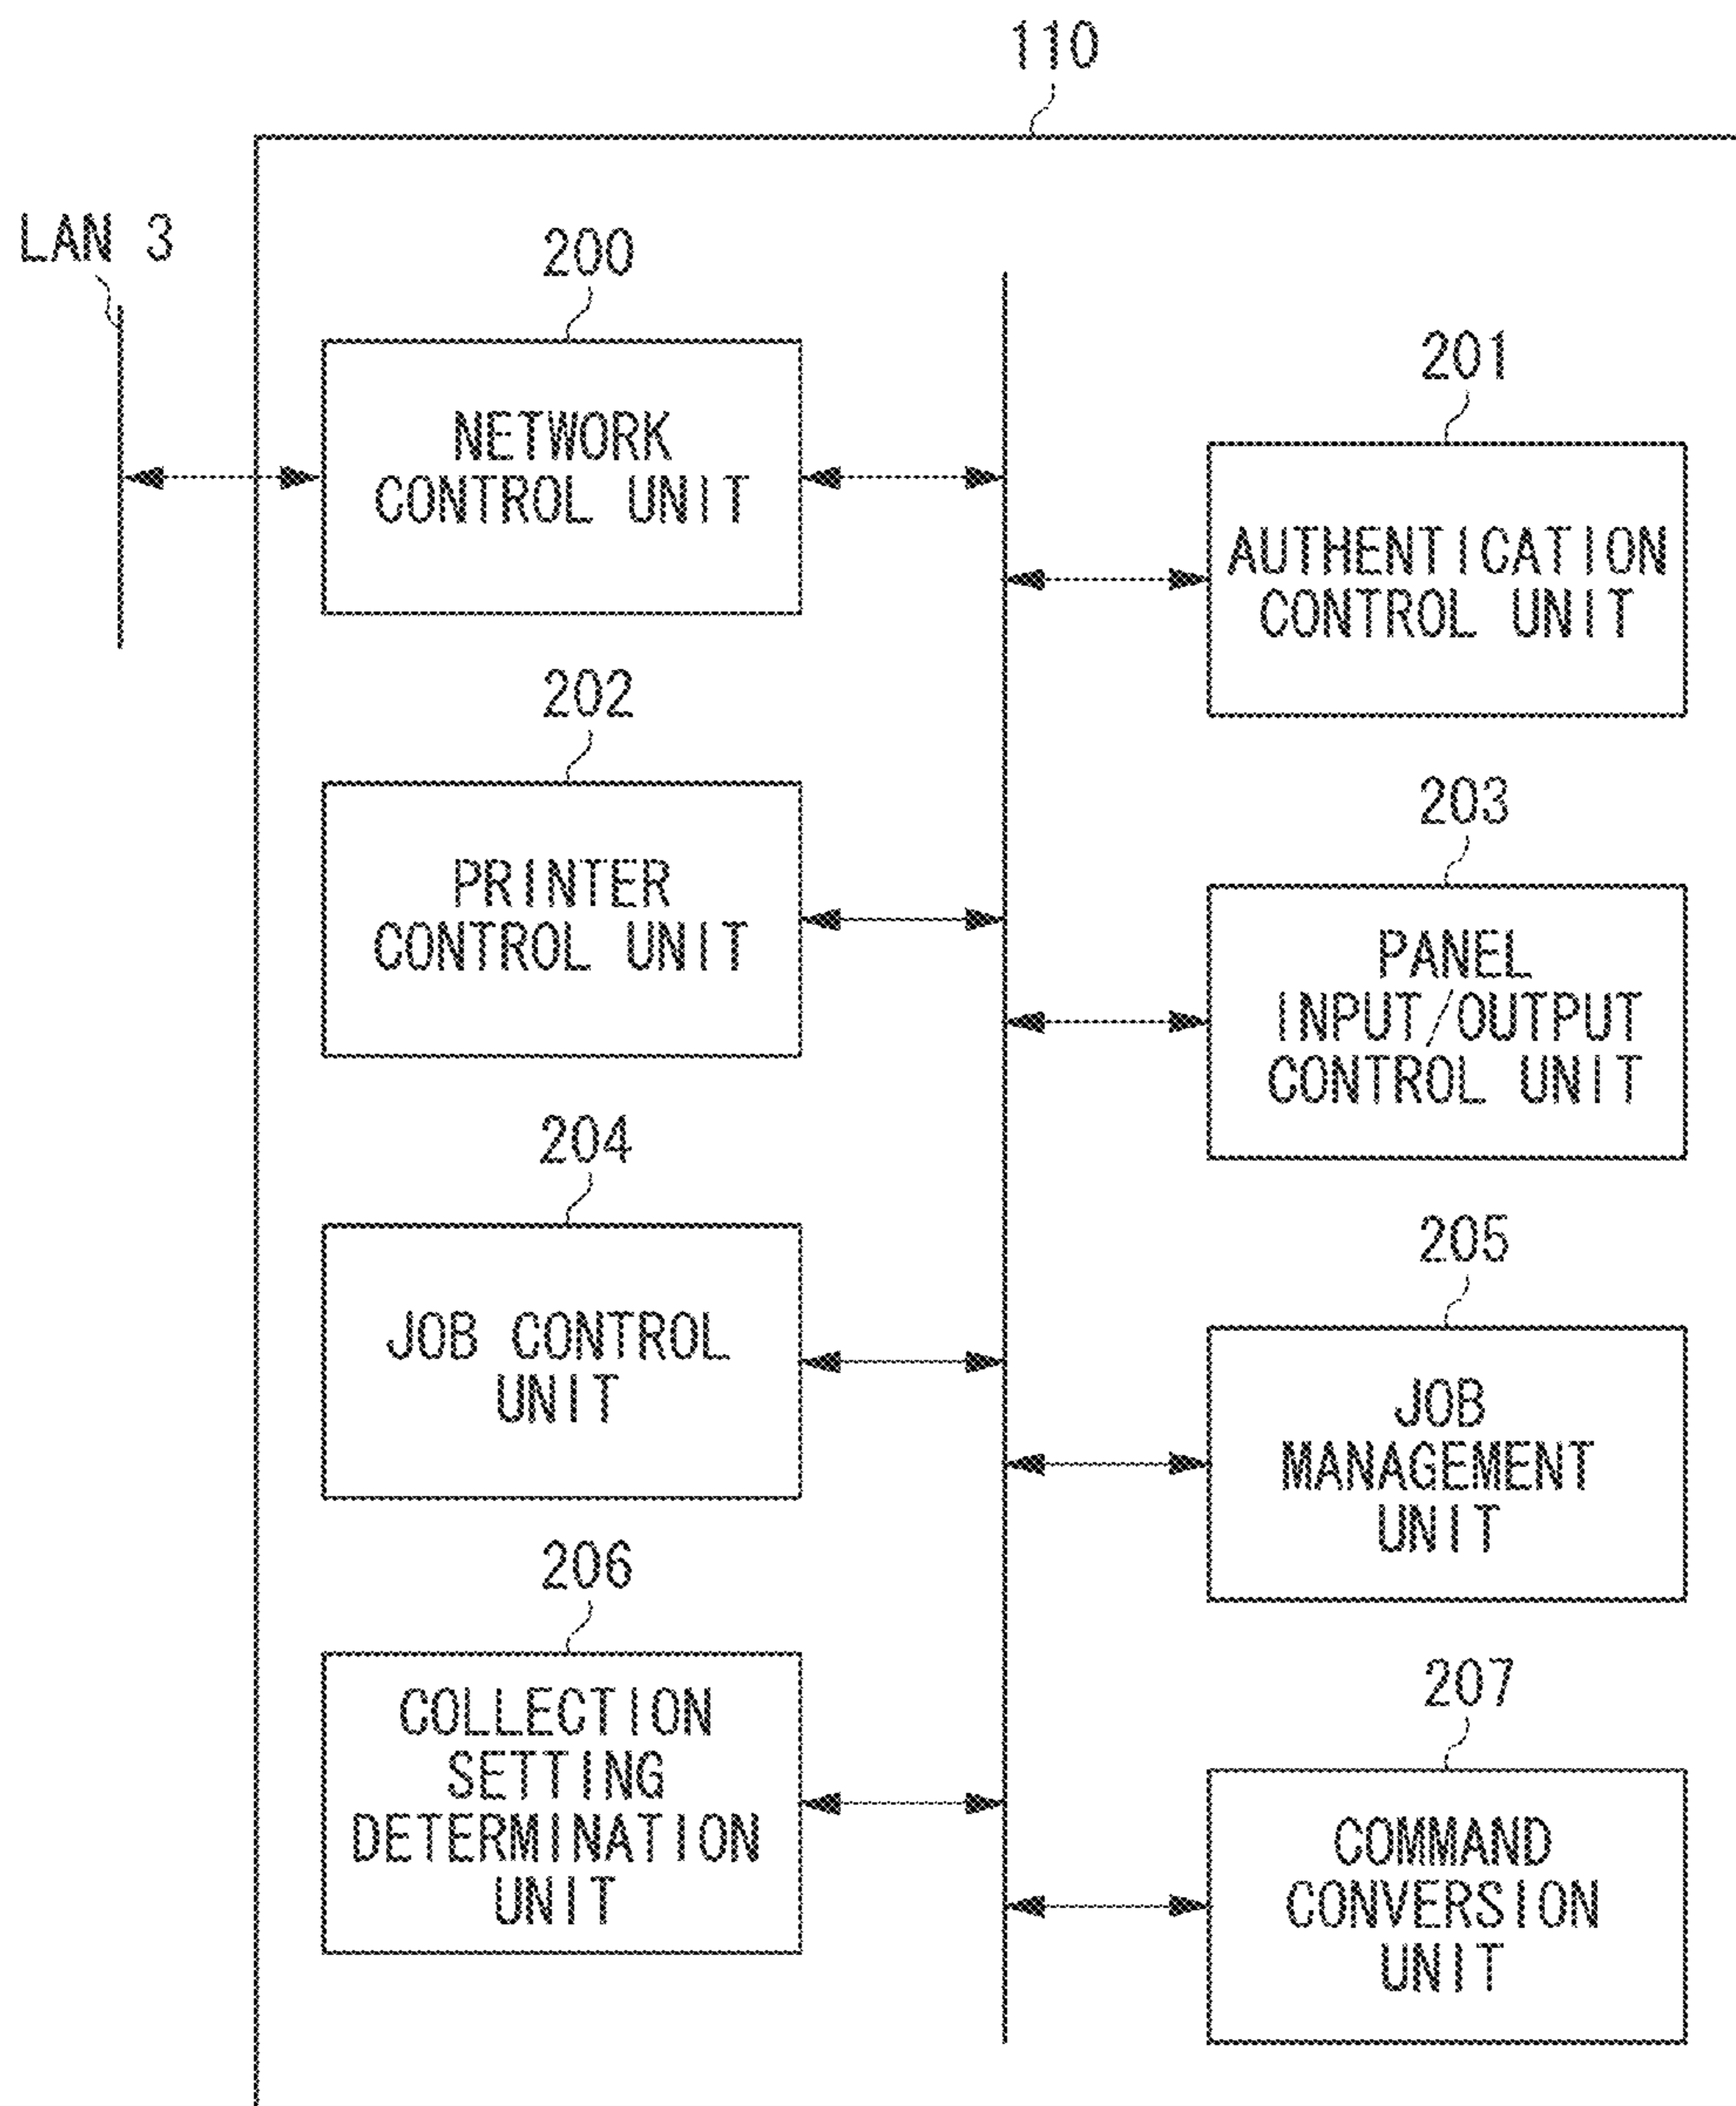 110
LAN 3
200
NETWORK
CONTROL UNIT
201
AUTHENTICATION
CONTROL UNIT
202
PRINTER
CONTROL UNIT
203
PANEL
INPUT/OUTPUT
CONTROL UNIT
204
JOB CONTROL
UNIT
205
JOB
MANAGEMENT
UNIT
206
COLLECTION
SETTING
DETERMINATION
UNIT
207
COMMAND
CONVERSION
UNIT